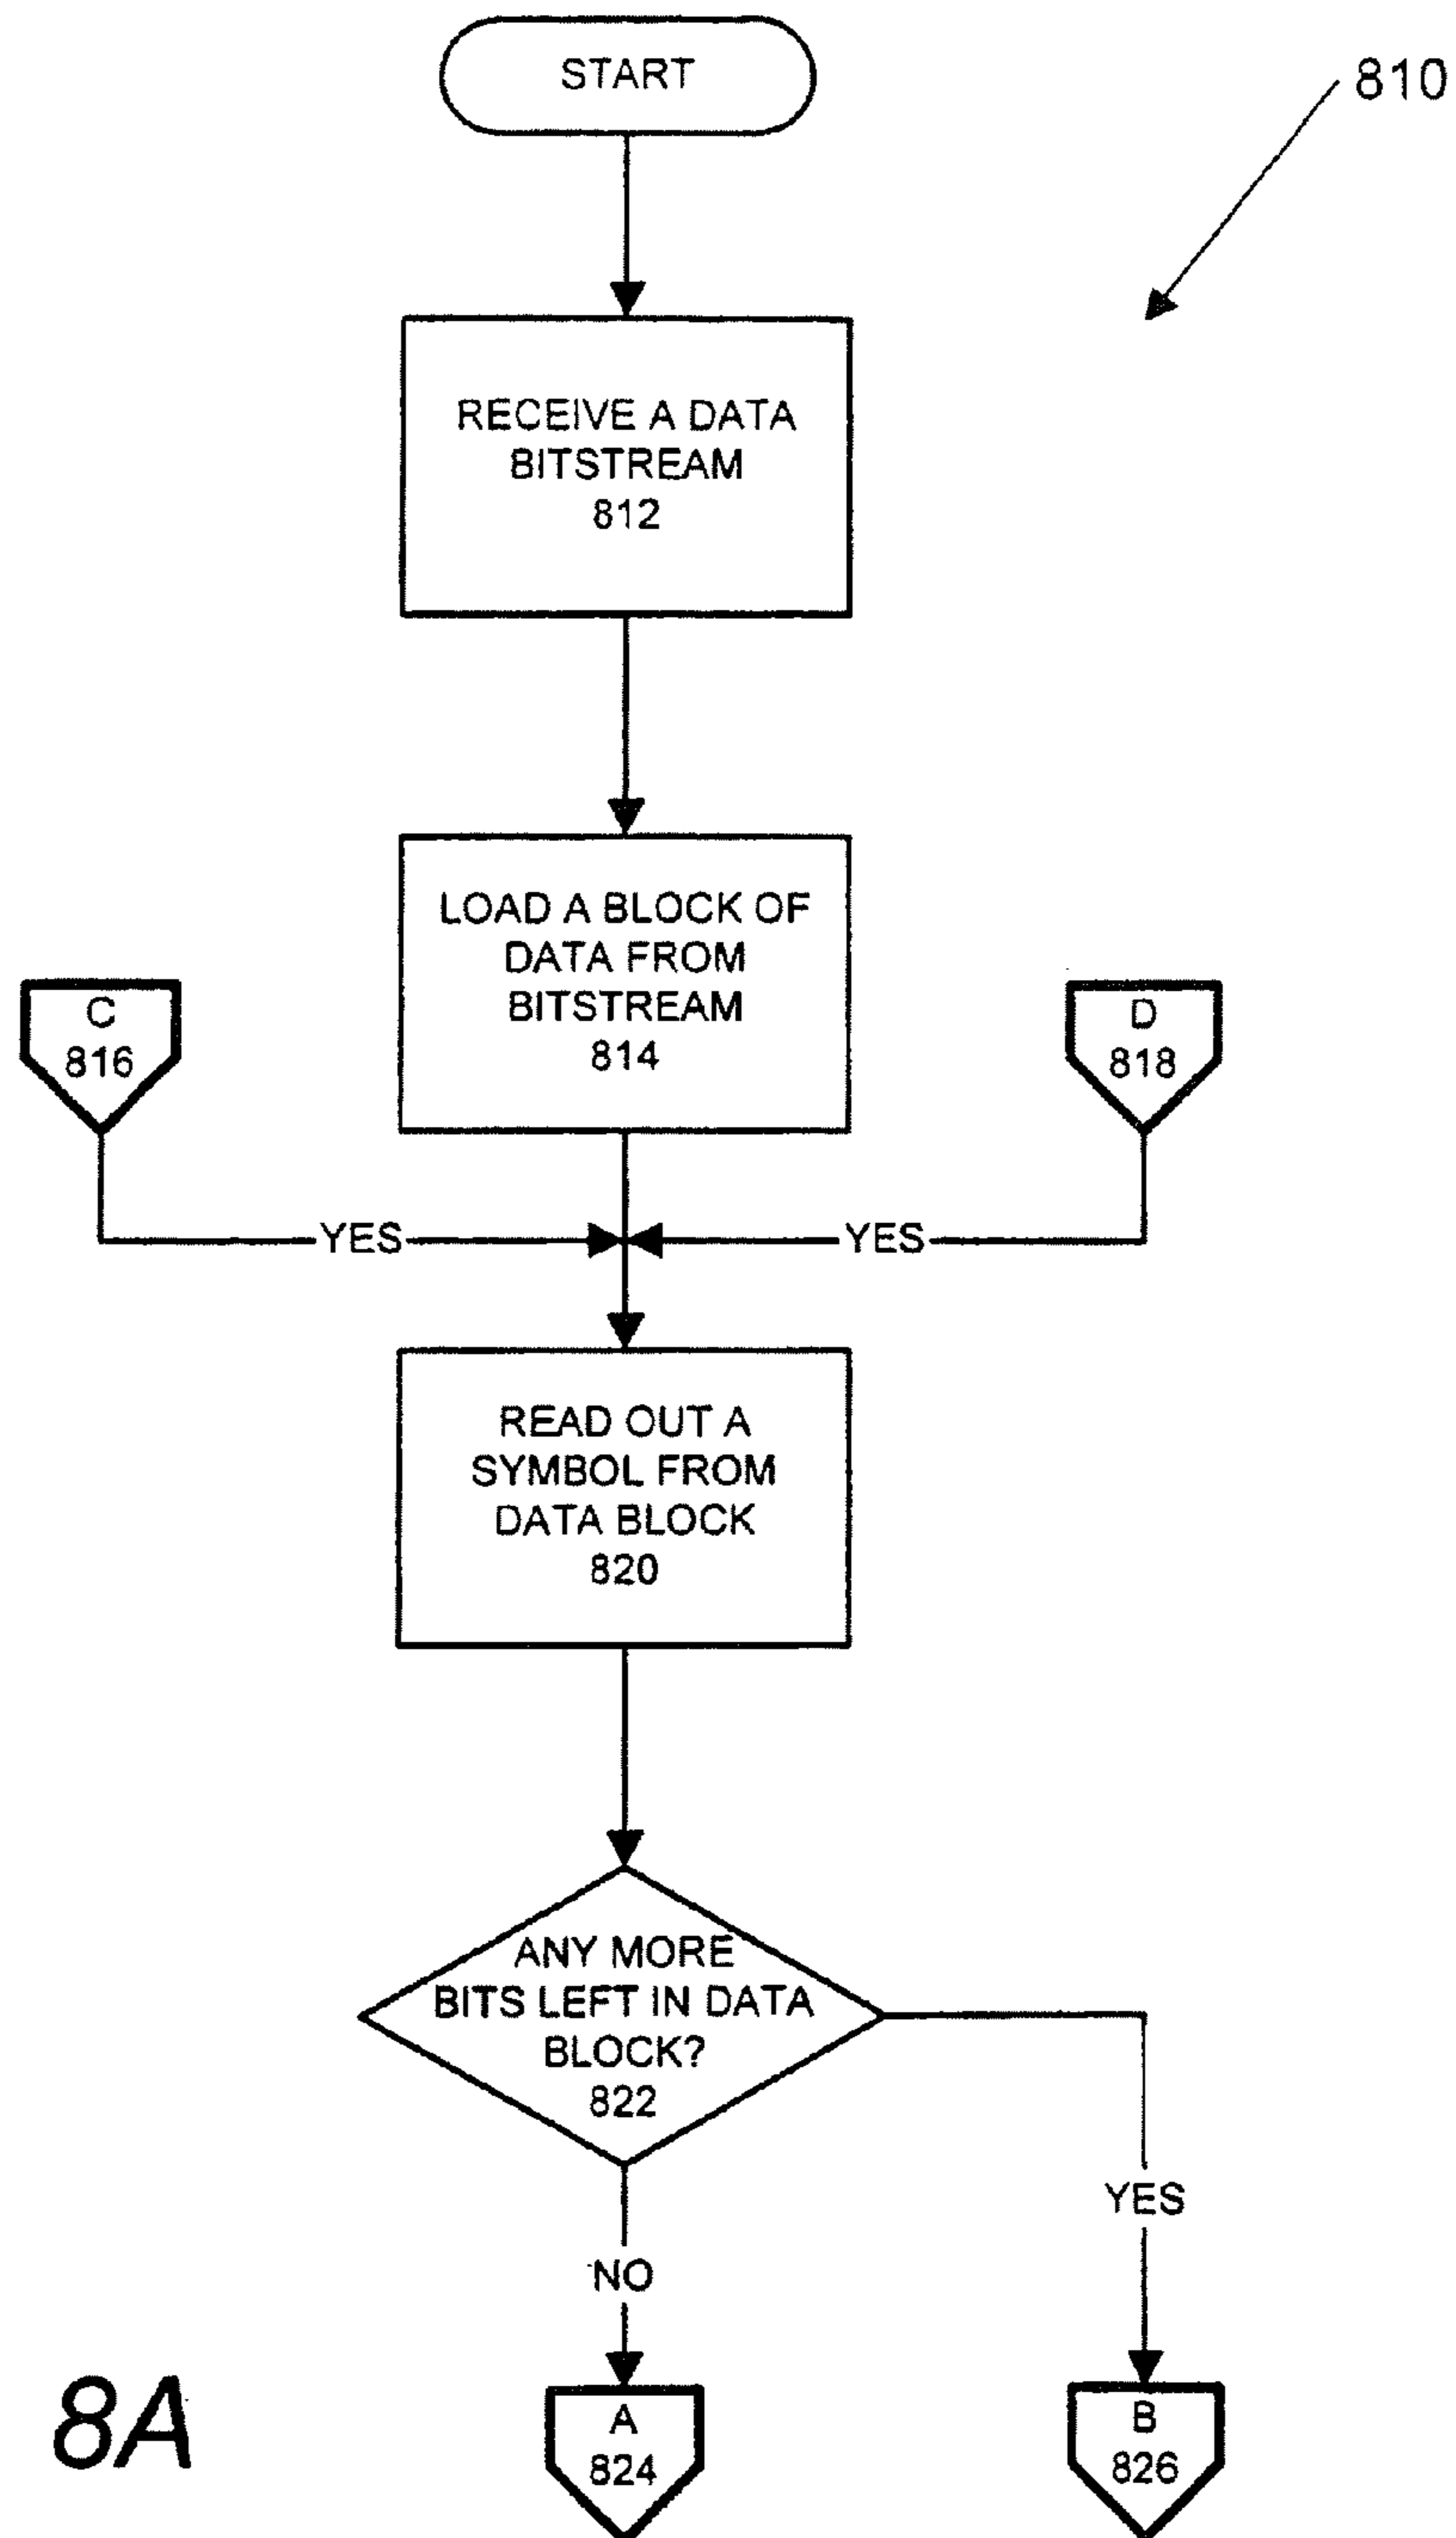 START
810
RECEIVE A DATA
BITSTREAM
812
LOAD A BLOCK OF
DATA FROM
BITSTREAM
814
C
816
D
818
YES
YES
READ OUT A
SYMBOL FROM
DATA BLOCK
820
ANY MORE
BITS LEFT IN DATA
BLOCK?
822
YES
NO
8A
A
824
B
826